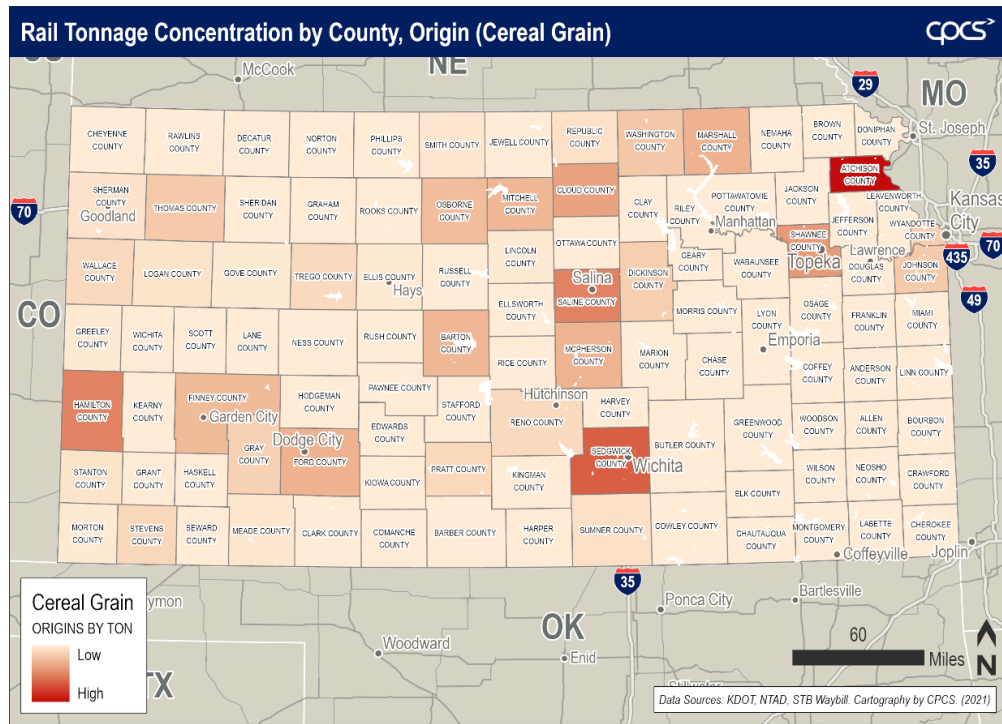 Rail Tonnage Concentration by County, Origin (Cereal Grain)
cpcs
McCook
NE
29
MO
St. Joseph
35
Kansas
City
70
435
70
49
CO
CHEYENNE
COUNTY
RAWLINS
COUNTY
DECATUR
COUNTY
NORTON
COUNTY
PHILLIPS
COUNTY
SMITH COUNTY
JEWELL COUNTY
REPUBLIC
COUNTY
WASHINGTON
COUNTY
MARSHALL
COUNTY
NEMAHA
COUNTY
BROWN
COUNTY
DONIPHAN
COUNTY
ATCHISON
COUNTY
SHERMAN
COUNTY
Goodland
THOMAS COUNTY
SHERIDAN
COUNTY
GRAHAM
COUNTY
ROOKS COUNTY
OSBORNE
COUNTY
MITCHELL
COUNTY
CLOUD COUNTY
CLAY
COUNTY
RILEY
COUNTY
POTTAWATOMIE
COUNTY
Manhattan
JACKSON
COUNTY
JEFFERSON
COUNTY
LEAVENWORTH
COUNTY
WYANDOTTE
COUNTY
LINCOLN
COUNTY
OTTAWA COUNTY
WALLACE
COUNTY
LOGAN COUNTY
GOVE COUNTY
TREGO COUNTY
ELLIS COUNTY
Hays
RUSSELL
COUNTY
ELLSWORTH
COUNTY
Salina
SALINE COUNTY
DICKINSON
COUNTY
GEARY
COUNTY
WABAUNSEE
COUNTY
SHAWNEE
COUNTY
Topeka
Lawrence
DOUGLAS
COUNTY
JOHNSON
COUNTY
GREELEY
COUNTY
WICHITA
COUNTY
SCOTT
COUNTY
LANE
COUNTY
NESS COUNTY
RUSH COUNTY
BARTON
COUNTY
RICE COUNTY
MCPHERSON
COUNTY
MARION
COUNTY
MORRIS COUNTY
CHASE
COUNTY
LYON
COUNTY
Emporia
OSAGE
COUNTY
FRANKLIN
COUNTY
MIAMI
COUNTY
COFFEY
COUNTY
ANDERSON
COUNTY
LINN COUNTY
HAMILTON
COUNTY
KEARNY
COUNTY
FINNEY COUNTY
Garden City
HODGEMAN
COUNTY
PAWNEE COUNTY
STAFFORD
COUNTY
Hutchinson
RENO COUNTY
HARVEY
COUNTY
GRAY
COUNTY
Dodge City
FORD COUNTY
EDWARDS
COUNTY
KIOWA COUNTY
PRATT COUNTY
KINGMAN
COUNTY
SEDGWICK
COUNTY
Wichita
BUTLER COUNTY
GREENWOOD
COUNTY
WOODSON
COUNTY
ALLEN
COUNTY
BOURBON
COUNTY
STANTON
COUNTY
GRANT
COUNTY
HASKELL
COUNTY
ELK COUNTY
WILSON
COUNTY
NEOSHO
COUNTY
CRAWFORD
COUNTY
MORTON
COUNTY
STEVENS
COUNTY
SEWARD
COUNTY
MEADE COUNTY
CLARK COUNTY
COMANCHE
COUNTY
BARBER COUNTY
HARPER
COUNTY
SUMNER COUNTY
COWLEY COUNTY
CHAUTAUQUA
COUNTY
MONTGOMERY
COUNTY
LABETTE
COUNTY
CHEROKEE
COUNTY
Coffeyville
Joplin
35
Ponca City
Bartlesville
OK
Woodward
Enid
TX
Cereal Grain
ORIGINS BY TON
Low
High
60
Miles
N
Data Sources: KDOT, NTAD, STB Waybill. Cartography by CPCS. (2021)